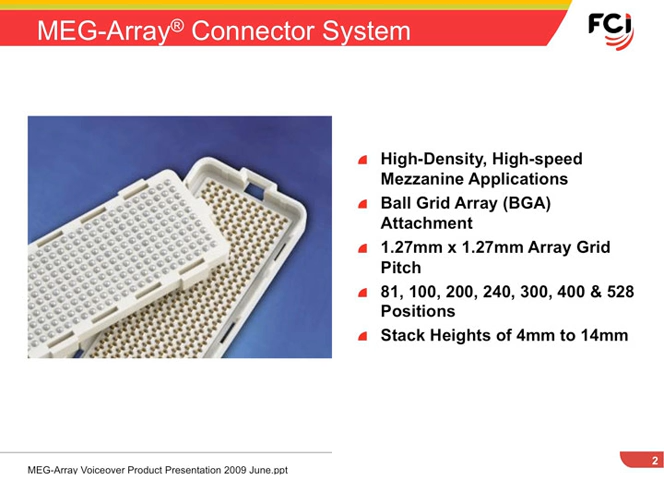 MEG-Array® Connector System
FCi
High-Density, High-speed
Mezzanine Applications
Ball Grid Array (BGA)
Attachment
1.27mm x 1.27mm Array Grid
Pitch
81, 100, 200, 240, 300, 400 & 528
Positions
Stack Heights of 4mm to 14mm
2
MEG-Array Voiceover Product Presentation 2009 June.ppt